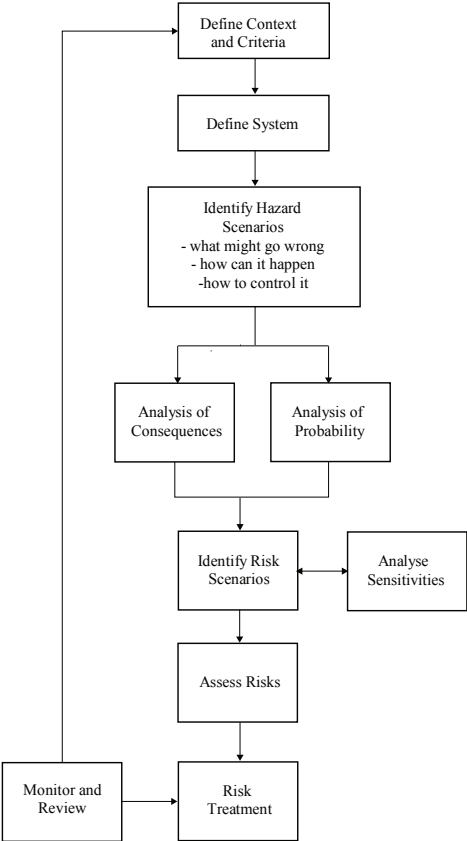 Define Context
and Criteria
Define System
Identify Hazard
Scenarios
- what might go wrong
- how can it happen
-how to control it
Analysis of
Consequences
Analysis of
Probability
Identify Risk
Scenarios
Analyse
Sensitivities
Assess Risks
Monitor and
Review
Risk
Treatment